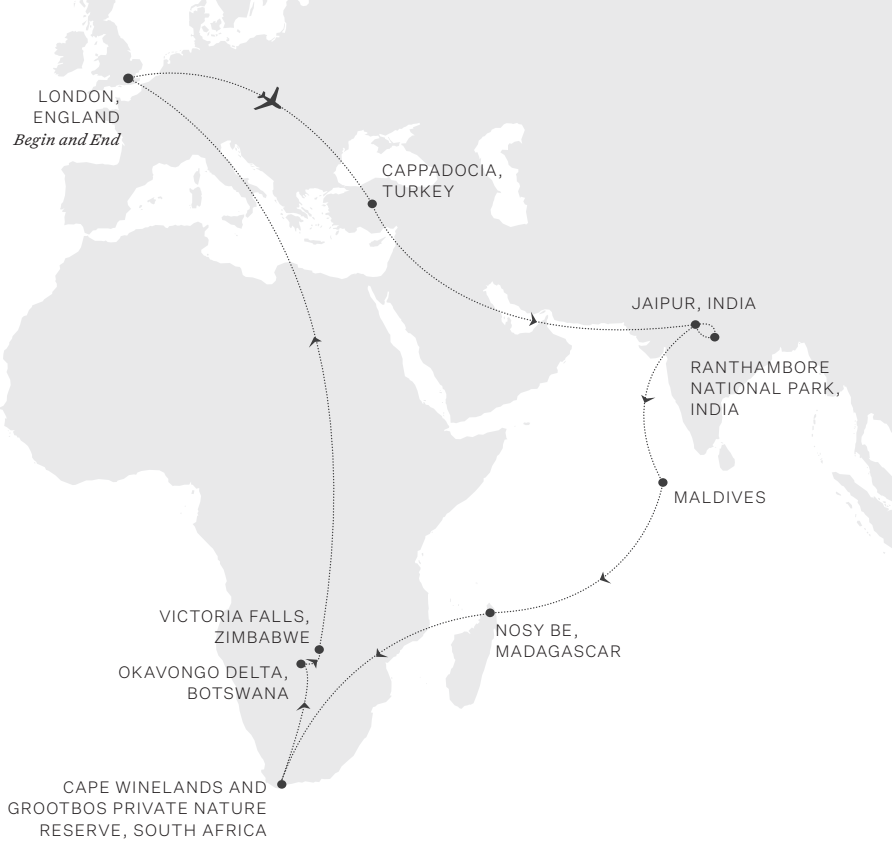 LONDON,
ENGLAND
Begin and End
CAPPADOCIA,
TURKEY
JAIPUR, INDIA
RANTHAMBORE
NATIONAL PARK,
INDIA
MALDIVES
NOSY BE,
MADAGASCAR
VICTORIA FALLS,
ZIMBABWE
OKAVONGO DELTA,
BOTSWANA
CAPE WINELANDS AND
GROOTBOS PRIVATE NATURE
RESERVE, SOUTH AFRICA